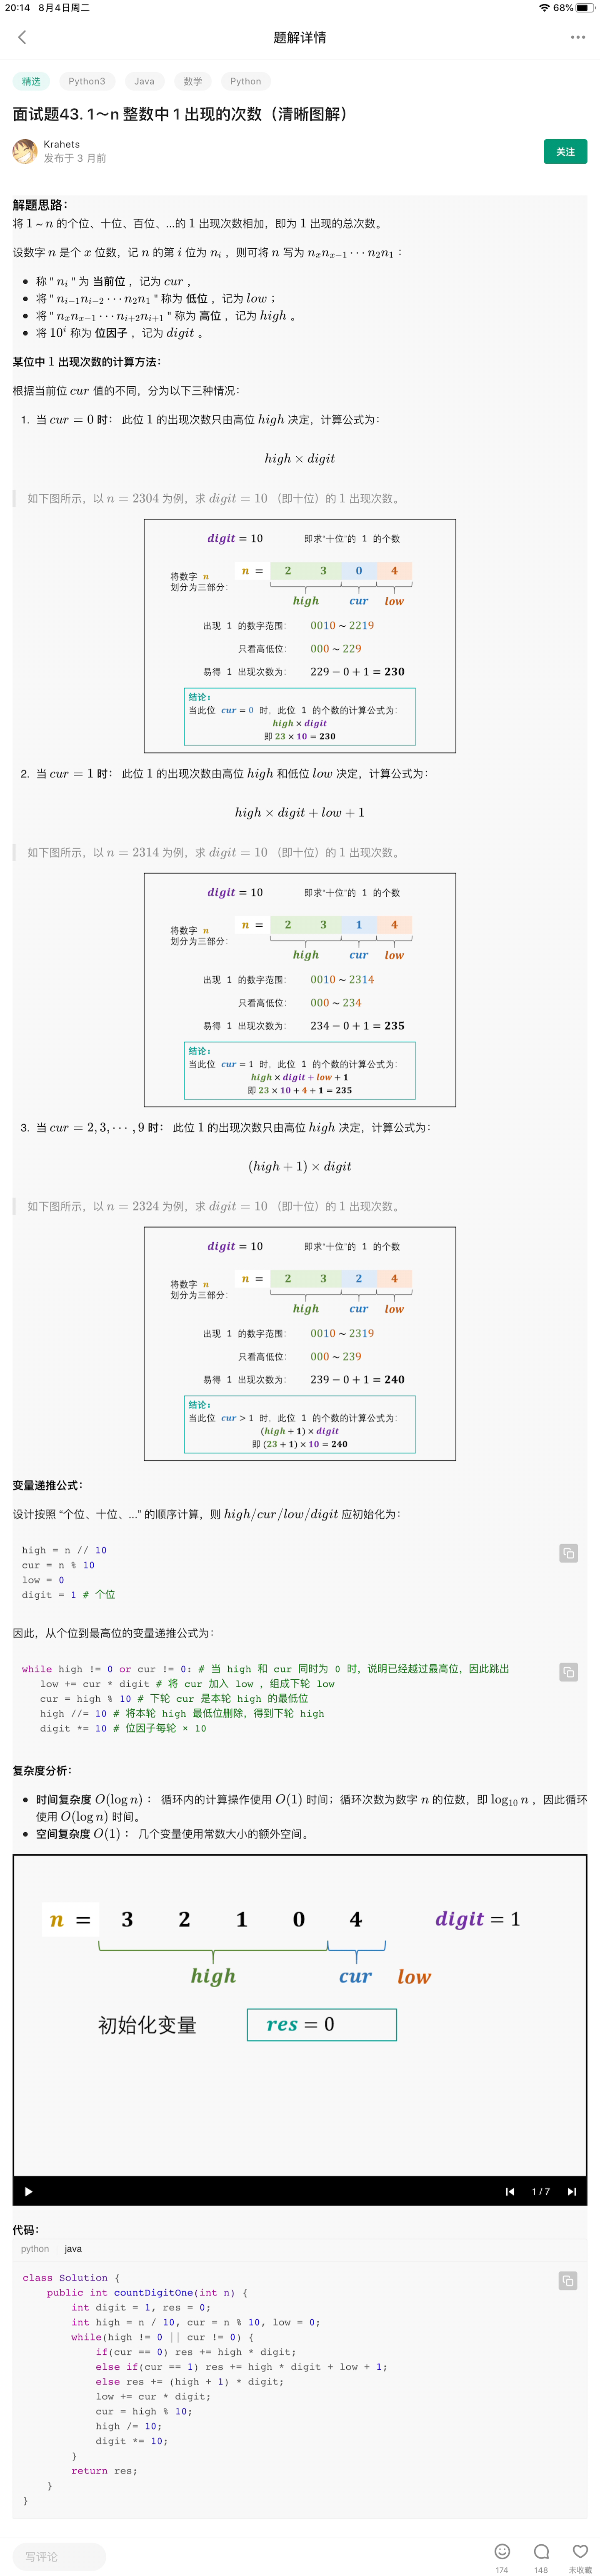 20:14 8月4日周二 68%
题解详情
精选 Python3 Java 数学 Python
面试题43. 1～n 整数中 1 出现的次数（清晰图解）
Krahets
发布于 3 月前
关注
解题思路：
将 1 ~ n 的个位、十位、百位、...的 1 出现次数相加，即为 1 出现的总次数。
设数字 n 是个 x 位数，记 n 的第 i 位为 nᵢ ，则可将 n 写为 nₓnₓ₋₁⋯n₂n₁ ：
● 称 " nᵢ " 为 当前位 ，记为 cur ，
● 将 " nᵢ₋₁nᵢ₋₂⋯n₂n₁ " 称为 低位 ，记为 low ；
● 将 " nₓnₓ₋₁⋯nᵢ₊₂nᵢ₊₁ " 称为 高位 ，记为 high 。
● 将 10ⁱ 称为 位因子 ，记为 digit 。
某位中 1 出现次数的计算方法：
根据当前位 cur 值的不同，分为以下三种情况：
1. 当 cur = 0 时： 此位 1 的出现次数只由高位 high 决定，计算公式为：
high × digit
如下图所示，以 n = 2304 为例，求 digit = 10 （即十位）的 1 出现次数。
digit = 10 即求“十位”的 1 的个数
将数字 n
划分为三部分：
n = 2 3 0 4
high cur low
出现 1 的数字范围： 0010 ~ 2219
只看高低位： 000 ~ 229
易得 1 出现次数为： 229 − 0 + 1 = 230
结论：
当此位 cur = 0 时，此位 1 的个数的计算公式为：
high × digit
即 23 × 10 = 230
2. 当 cur = 1 时： 此位 1 的出现次数由高位 high 和低位 low 决定，计算公式为：
high × digit + low + 1
如下图所示，以 n = 2314 为例，求 digit = 10 （即十位）的 1 出现次数。
digit = 10 即求“十位”的 1 的个数
将数字 n
划分为三部分：
n = 2 3 1 4
high cur low
出现 1 的数字范围： 0010 ~ 2314
只看高低位： 000 ~ 234
易得 1 出现次数为： 234 − 0 + 1 = 235
结论：
当此位 cur = 1 时，此位 1 的个数的计算公式为：
high × digit + low + 1
即 23 × 10 + 4 + 1 = 235
3. 当 cur = 2, 3, ⋯ , 9 时： 此位 1 的出现次数只由高位 high 决定，计算公式为：
(high + 1) × digit
如下图所示，以 n = 2324 为例，求 digit = 10 （即十位）的 1 出现次数。
digit = 10 即求“十位”的 1 的个数
将数字 n
划分为三部分：
n = 2 3 2 4
high cur low
出现 1 的数字范围： 0010 ~ 2319
只看高低位： 000 ~ 239
易得 1 出现次数为： 239 − 0 + 1 = 240
结论：
当此位 cur > 1 时，此位 1 的个数的计算公式为：
(high + 1) × digit
即 (23 + 1) × 10 = 240
变量递推公式：
设计按照 “个位、十位、...” 的顺序计算，则 high/cur/low/digit 应初始化为：
high = n // 10
cur = n % 10
low = 0
digit = 1 # 个位
因此，从个位到最高位的变量递推公式为：
while high != 0 or cur != 0: # 当 high 和 cur 同时为 0 时，说明已经越过最高位，因此跳出
low += cur * digit # 将 cur 加入 low ，组成下轮 low
cur = high % 10 # 下轮 cur 是本轮 high 的最低位
high //= 10 # 将本轮 high 最低位删除，得到下轮 high
digit *= 10 # 位因子每轮 × 10
复杂度分析：
● 时间复杂度 O(log n) ： 循环内的计算操作使用 O(1) 时间；循环次数为数字 n 的位数，即 log₁₀ n ，因此循环
使用 O(log n) 时间。
● 空间复杂度 O(1) ： 几个变量使用常数大小的额外空间。
n = 3 2 1 0 4 digit = 1
high cur low
初始化变量 res = 0
1 / 7
代码：
python java
class Solution {
public int countDigitOne(int n) {
int digit = 1, res = 0;
int high = n / 10, cur = n % 10, low = 0;
while(high != 0 || cur != 0) {
if(cur == 0) res += high * digit;
else if(cur == 1) res += high * digit + low + 1;
else res += (high + 1) * digit;
low += cur * digit;
cur = high % 10;
high /= 10;
digit *= 10;
}
return res;
}
}
写评论 174 148 未收藏